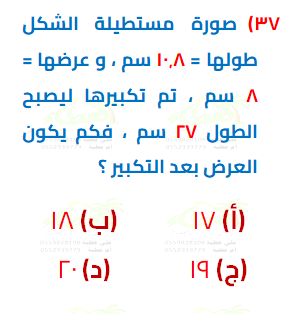 ٣٧) صورة مستطيلة الشكل
طولها = ١٠,٨ سم ، و عرضها =
٨ سم ، تم تكبيرها ليصبح
الطول ٢٧ سم ، فكم يكون
العرض بعد التكبير ؟
(أ) ١٧ (ب) ١٨
(ج) ١٩ (د) ٢٠